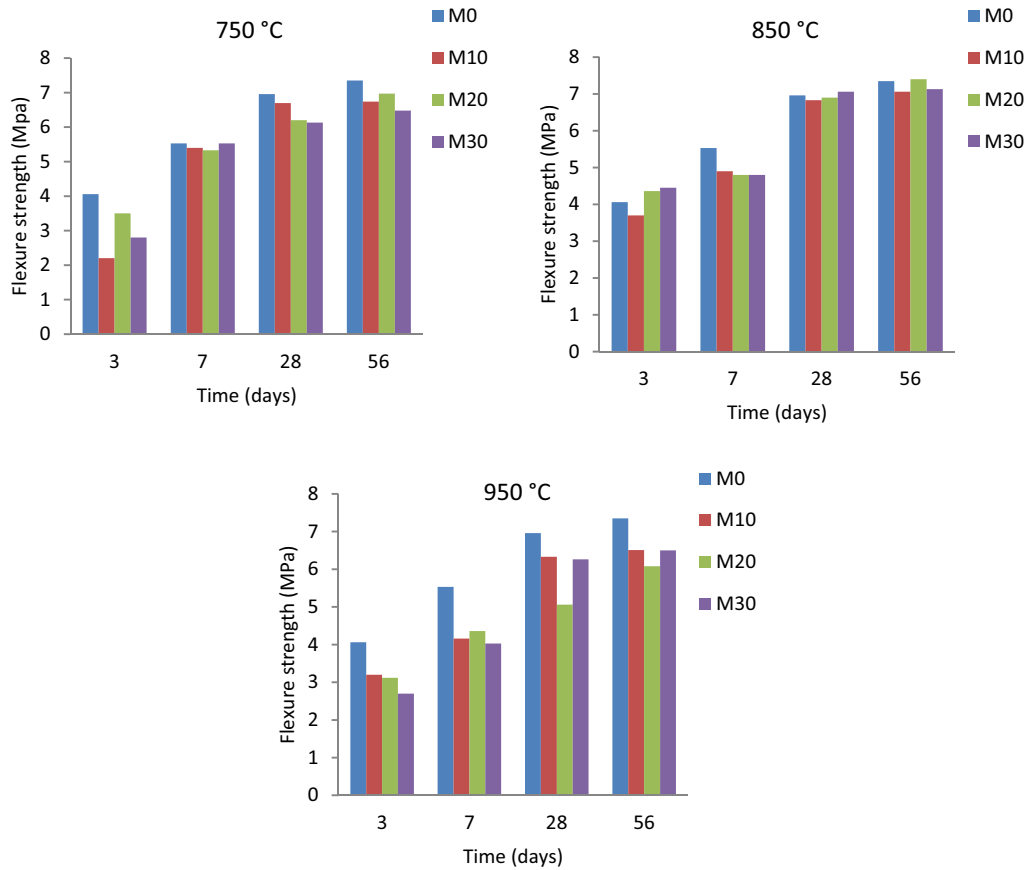 750 °C
Flexure strength (Mpa)
8
7
6
5
4
3
2
1
0
3 7 28 56
Time (days)
M0
M10
M20
M30
850 °C
Flexure strength (MPa)
8
7
6
5
4
3
2
1
0
3 7 28 56
Time (days)
M0
M10
M20
M30
950 °C
Flexure strength (MPa)
8
7
6
5
4
3
2
1
0
3 7 28 56
Time (days)
M0
M10
M20
M30